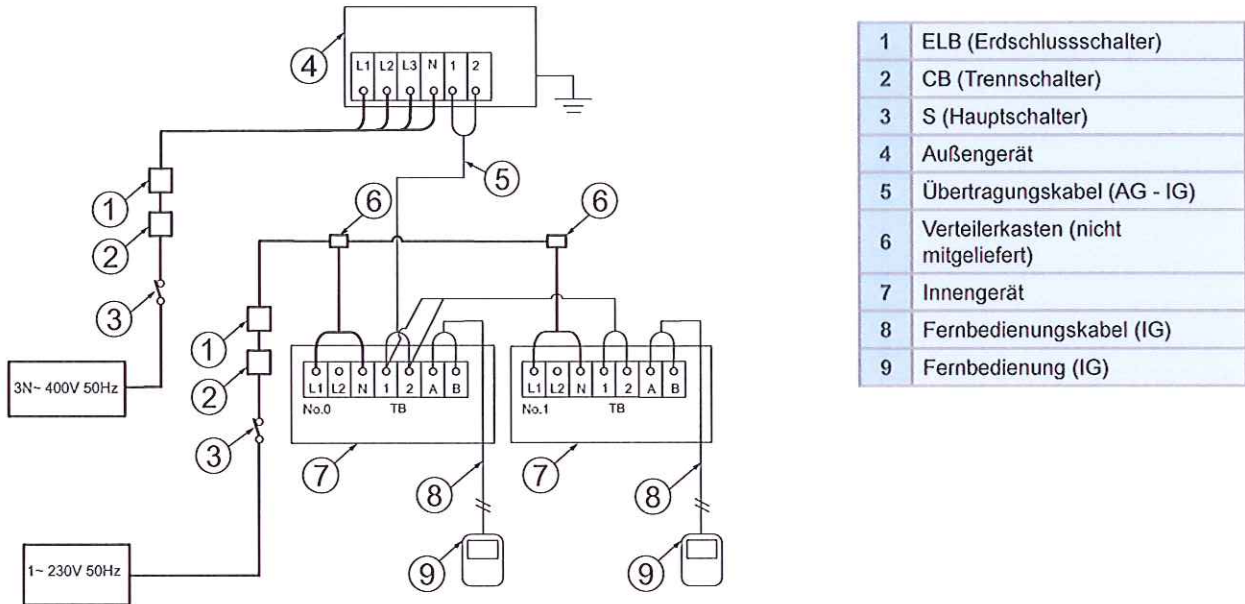 4
L1 L2 L3 N 1 2
1
2
3
5
6
6
3N~ 400V 50Hz
1
2
3
L1 L2 N 1 2 A B
No.0 TB
L1 L2 N 1 2 A B
No.1 TB
7
8
7
8
9
9
1~ 230V 50Hz
1 ELB (Erdschlussschalter)
2 CB (Trennschalter)
3 S (Hauptschalter)
4 Außengerät
5 Übertragungskabel (AG - IG)
6 Verteilerkasten (nicht
mitgeliefert)
7 Innengerät
8 Fernbedienungskabel (IG)
9 Fernbedienung (IG)